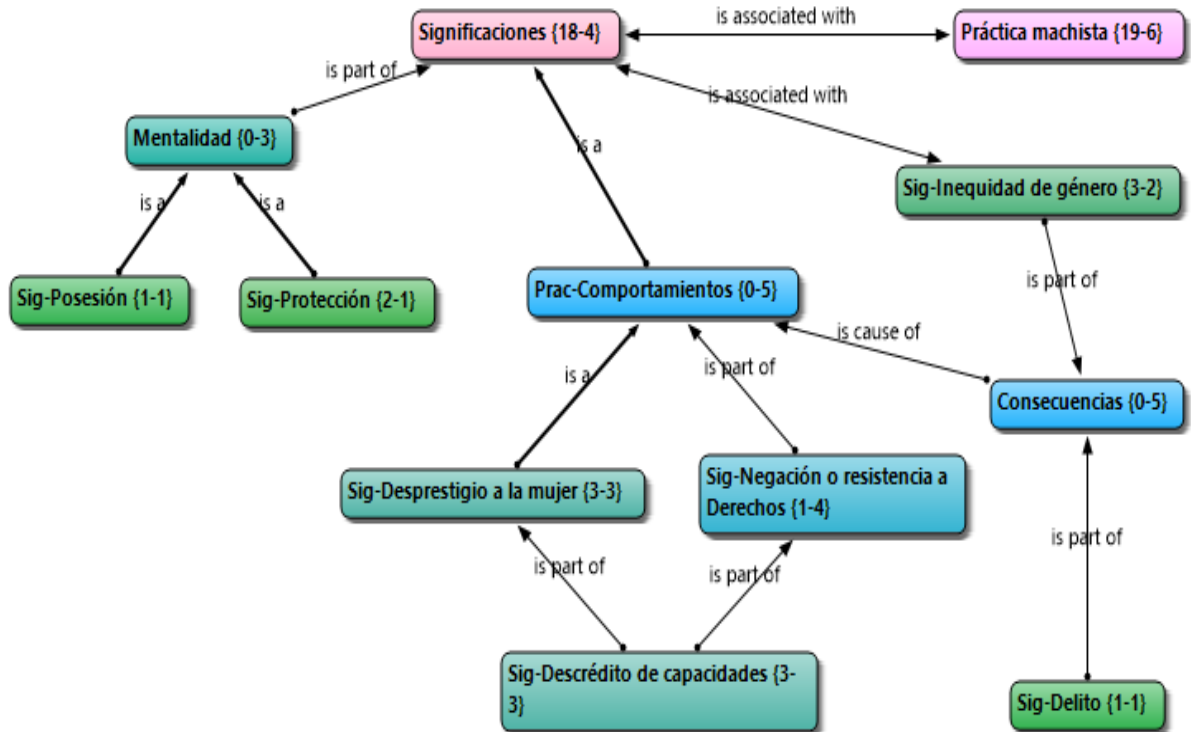 Significaciones {18-4}
is associated with
Práctica machista {19-6}
is part of
is associated with
Mentalidad {0-3}
is a
Sig-Inequidad de género {3-2}
is a
is a
Sig-Posesión {1-1}
Sig-Protección {2-1}
Prac-Comportamientos {0-5}
is part of
is cause of
is a
is part of
Consecuencias {0-5}
Sig-Desprestigio a la mujer {3-3}
Sig-Negación o resistencia a
Derechos {1-4}
is part of
is part of
is part of
Sig-Descrédito de capacidades {3-
3}
Sig-Delito {1-1}